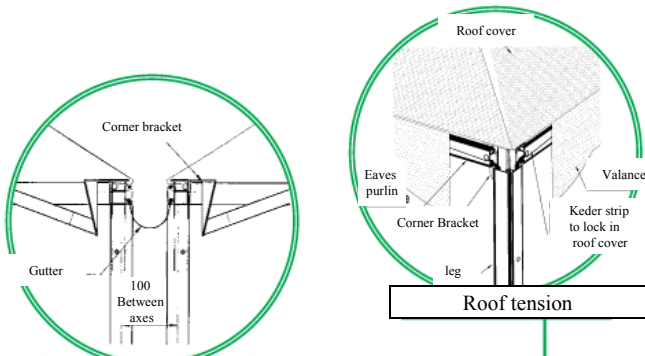 Corner bracket
Gutter
100
Between
axes
Roof cover
Eaves
purlin
Valance
Corner Bracket
Keder strip
to lock in
roof cover
leg
Roof tension